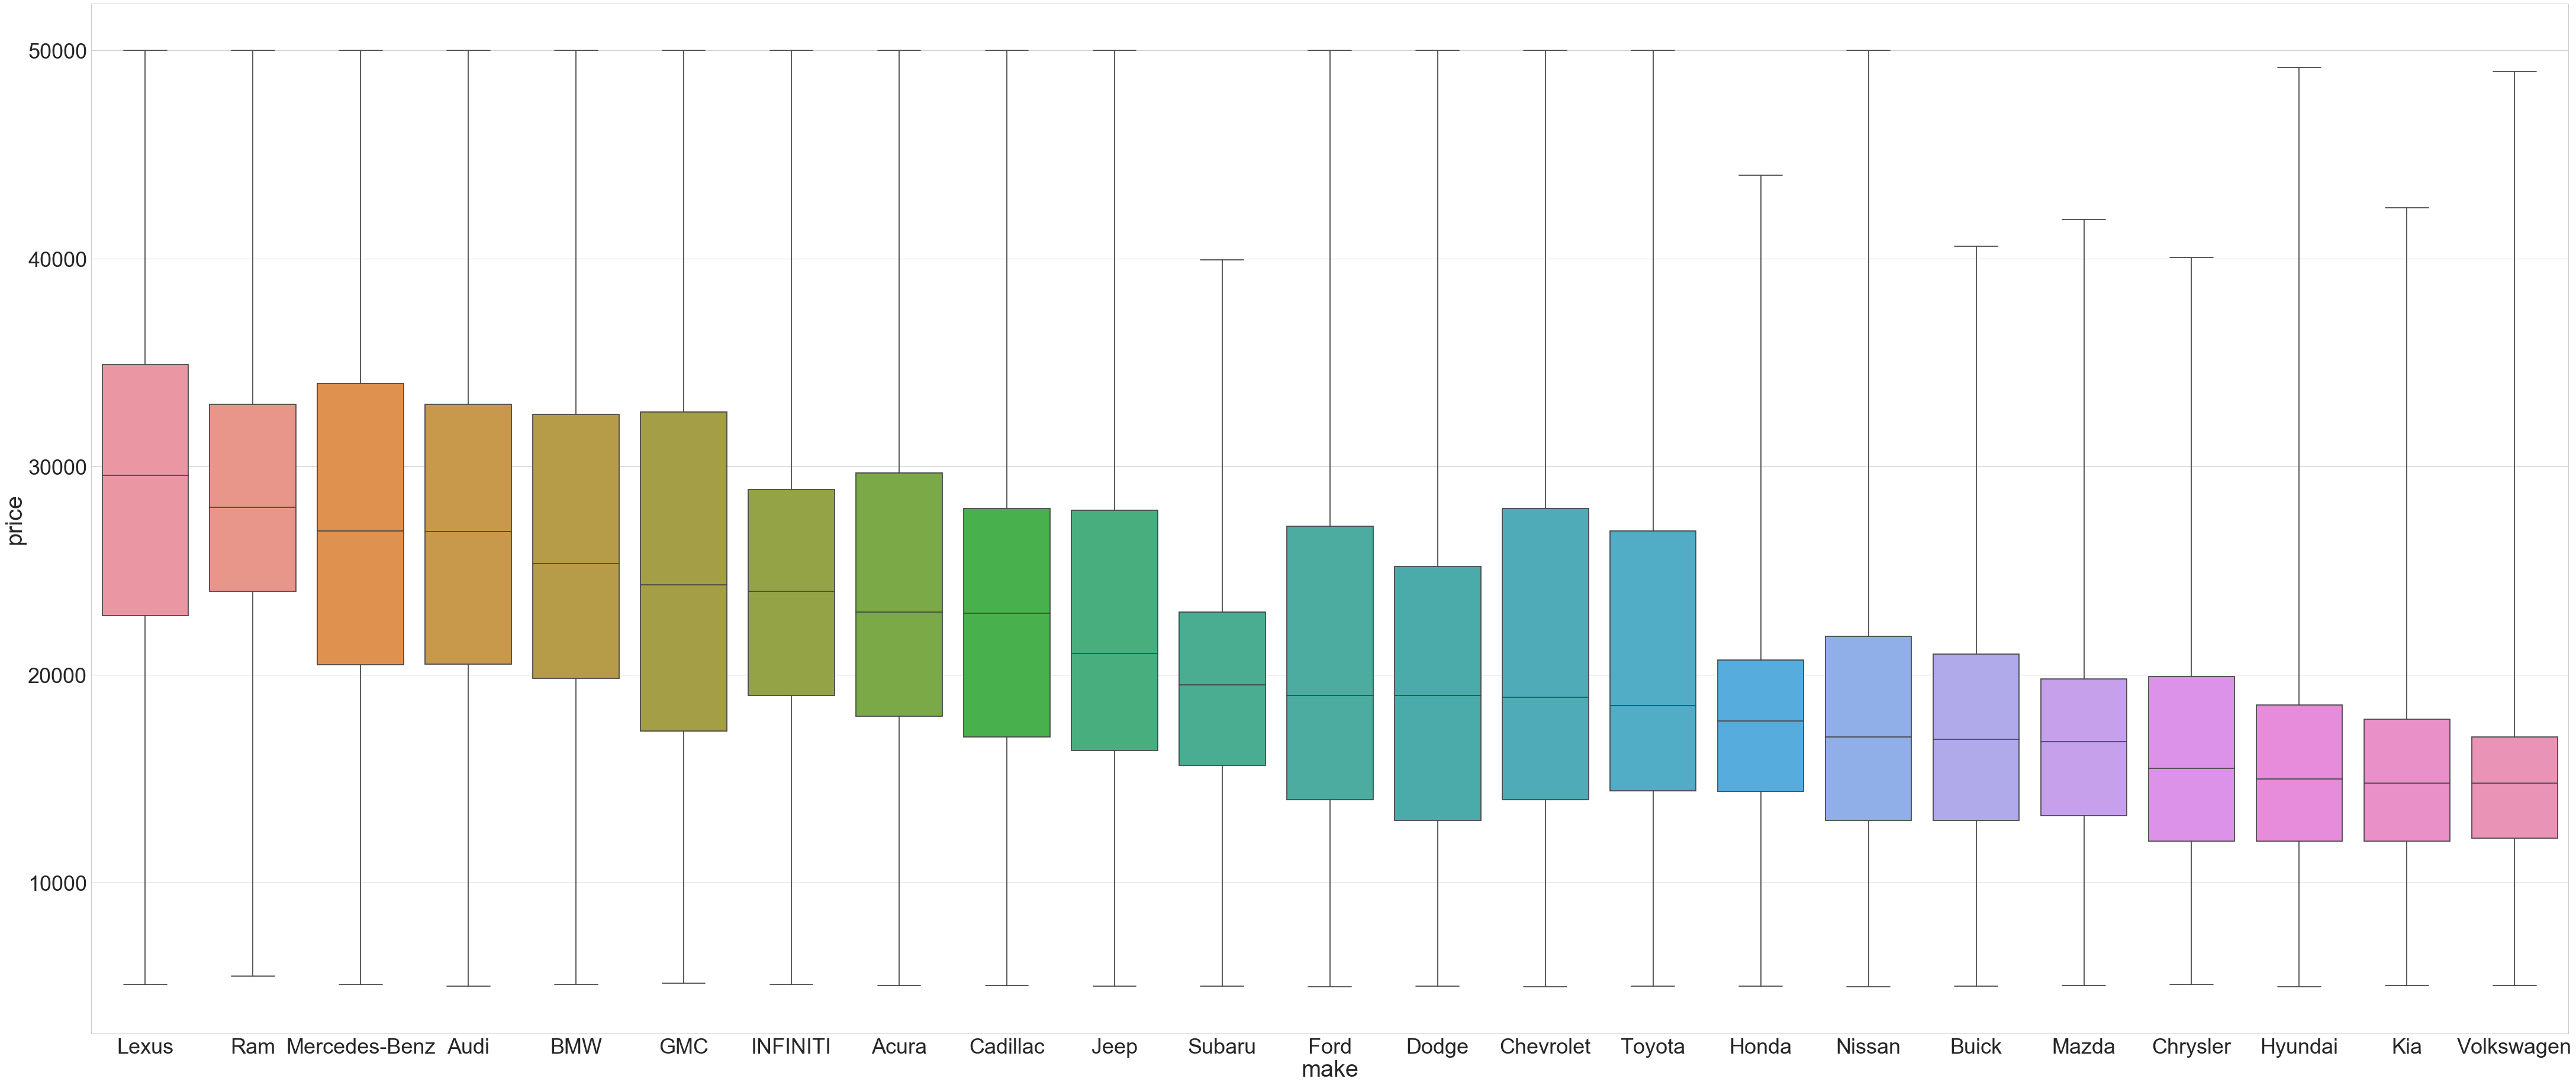 50000
40000
30000
20000
10000
price
Lexus Ram Mercedes-Benz Audi BMW GMC INFINITI Acura Cadillac Jeep Subaru Ford Dodge Chevrolet Toyota Honda Nissan Buick Mazda Chrysler Hyundai Kia Volkswagen
make